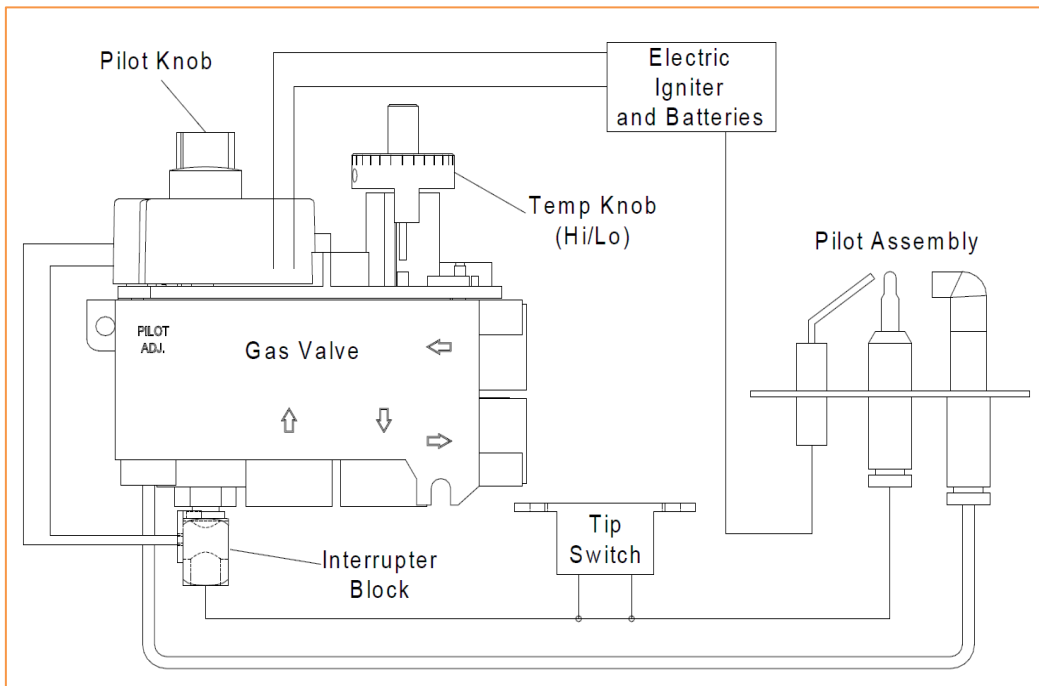 Pilot Knob
Electric
Igniter
and Batteries
Temp Knob
(Hi/Lo)
Pilot Assembly
PILOT
ADJ.
Gas Valve
Tip
Switch
Interrupter
Block